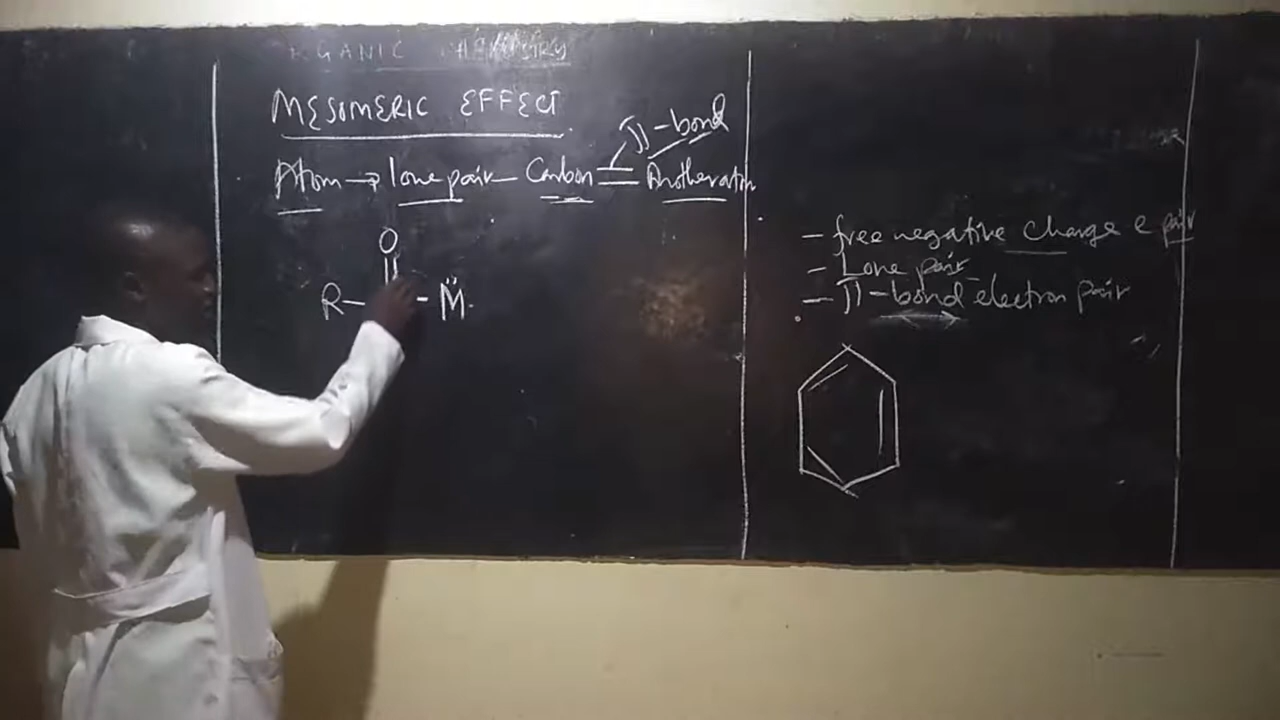 ORGANIC CHEMISTRY
MESOMERIC EFFECT
π-bond
Atom → lone pair — Carbon = Another atom
O
R — — M̈
- free negative charge e pair
- Lone pair
- π-bond electron pair